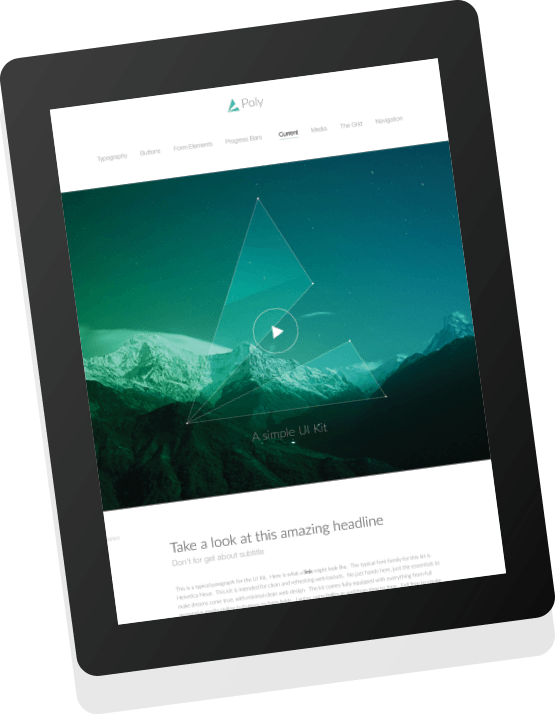 Poly
Typography Buttons Form Elements Progress Bars Current Media The Grid Navigation
A simple UI Kit
Take a look at this amazing headline
Don't for get about subtitle
This is a typical paragraph for the UI Kit. Here is what a link might look like. The typical font family for this kit is
Helvetica Neue. This kit is intended for clean and refreshing web layouts. No jazz hands here, just the essentials to
make dreams come true, with minimal clean web design. The kit comes fully equipped with everything from full